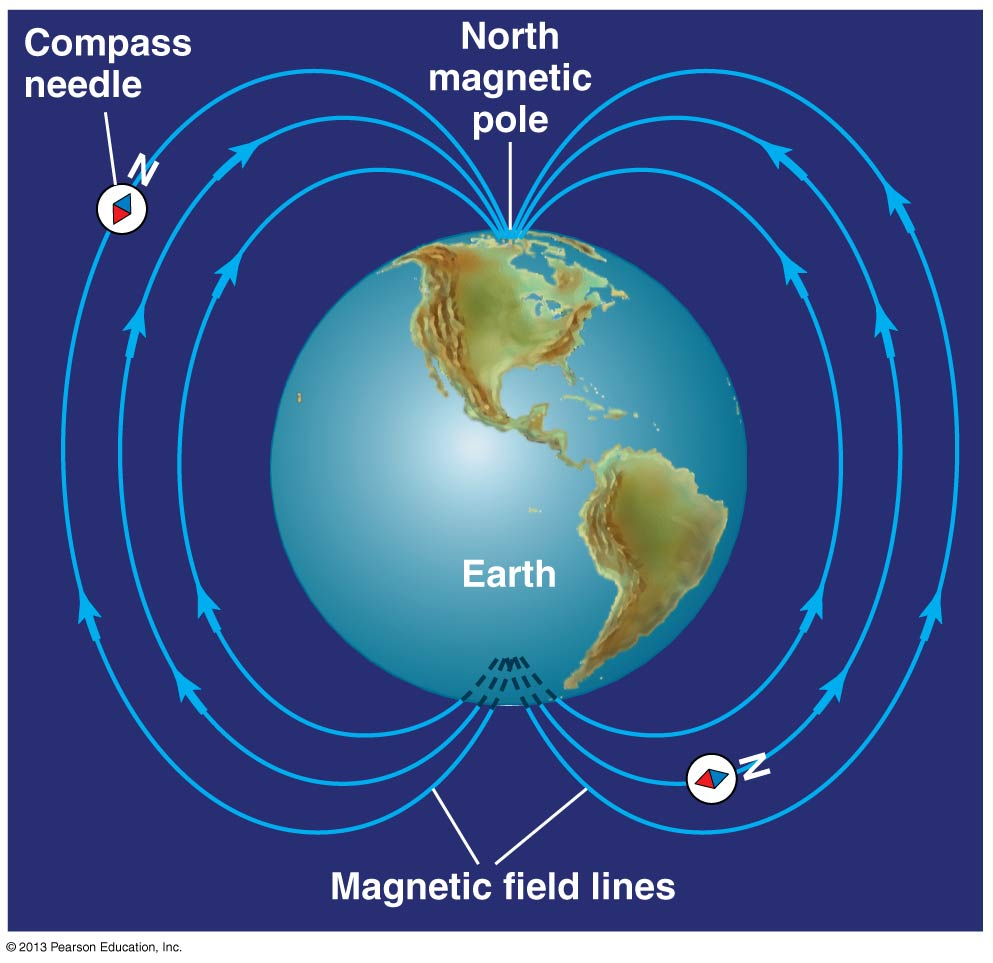 Compass
needle
North
magnetic
pole
N
Earth
N
Magnetic field lines
© 2013 Pearson Education, Inc.